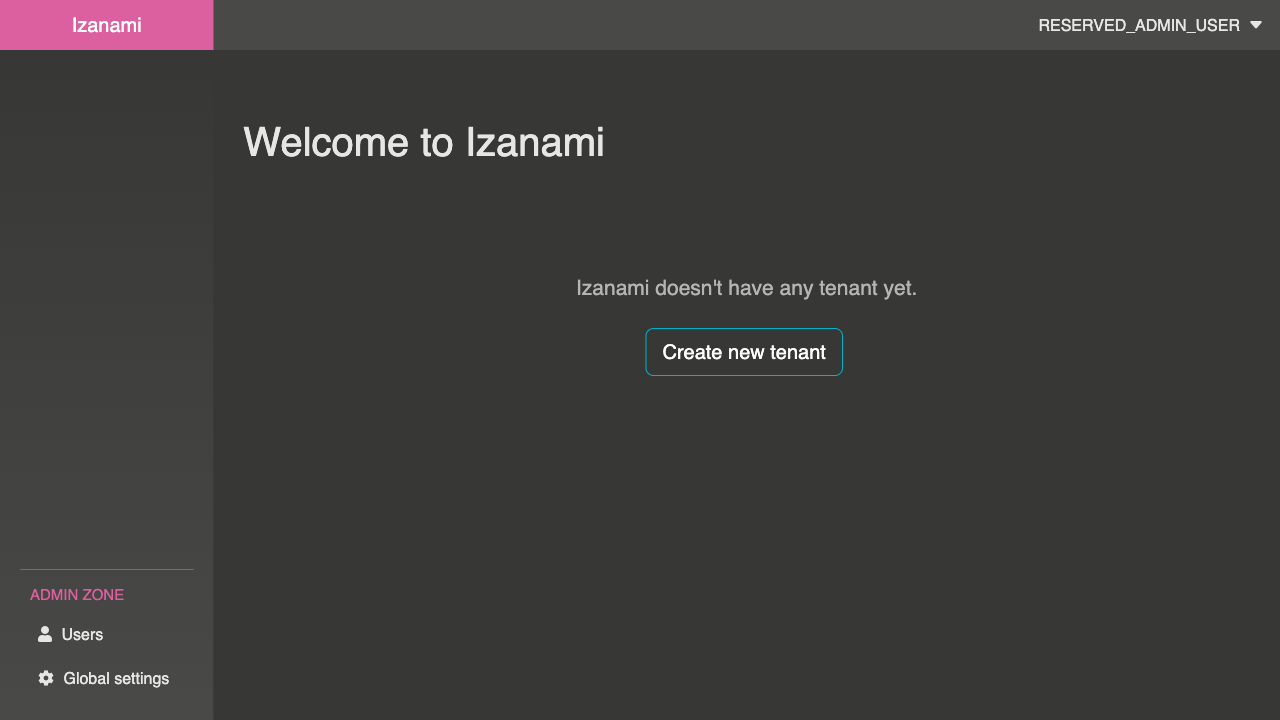 Izanami
RESERVED_ADMIN_USER
Welcome to Izanami
Izanami doesn't have any tenant yet.
Create new tenant
ADMIN ZONE
Users
Global settings